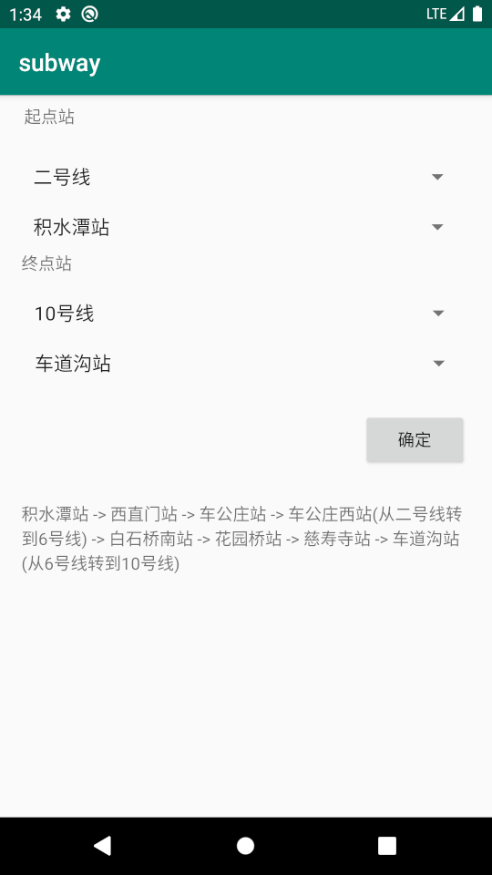 1:34 LTE
subway
起点站
二号线
积水潭站
终点站
10号线
车道沟站
确定
积水潭站 -> 西直门站 -> 车公庄站 -> 车公庄西站(从二号线转
到6号线) -> 白石桥南站 -> 花园桥站 -> 慈寿寺站 -> 车道沟站
(从6号线转到10号线)